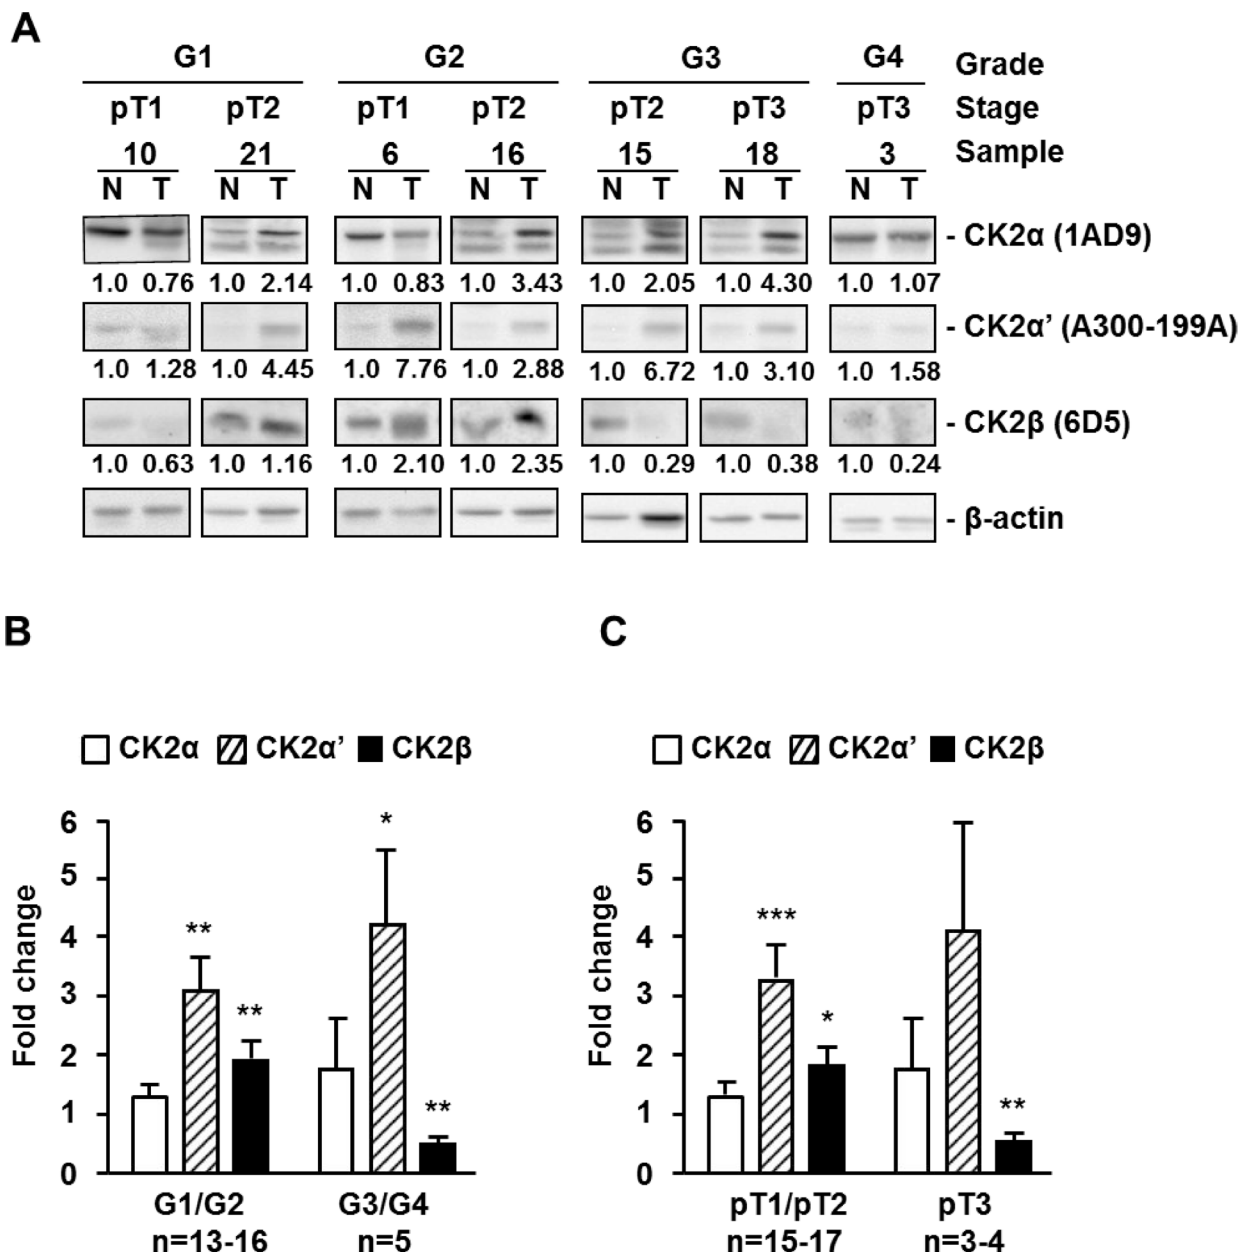 A
G1 G2 G3 G4 Grade
pT1 pT2 pT1 pT2 pT2 pT3 pT3 Stage
10 21 6 16 15 18 3 Sample
N T N T N T N T N T N T N T
- CK2α (1AD9)
1.0 0.76 1.0 2.14 1.0 0.83 1.0 3.43 1.0 2.05 1.0 4.30 1.0 1.07
- CK2α’ (A300-199A)
1.0 1.28 1.0 4.45 1.0 7.76 1.0 2.88 1.0 6.72 1.0 3.10 1.0 1.58
- CK2β (6D5)
1.0 0.63 1.0 1.16 1.0 2.10 1.0 2.35 1.0 0.29 1.0 0.38 1.0 0.24
- β-actin
B
CK2α CK2α’ CK2β
Fold change
6
5
4
3
2
1
0
** ** * **
G1/G2 G3/G4
n=13-16 n=5
C
CK2α CK2α’ CK2β
Fold change
6
5
4
3
2
1
0
*** * **
pT1/pT2 pT3
n=15-17 n=3-4